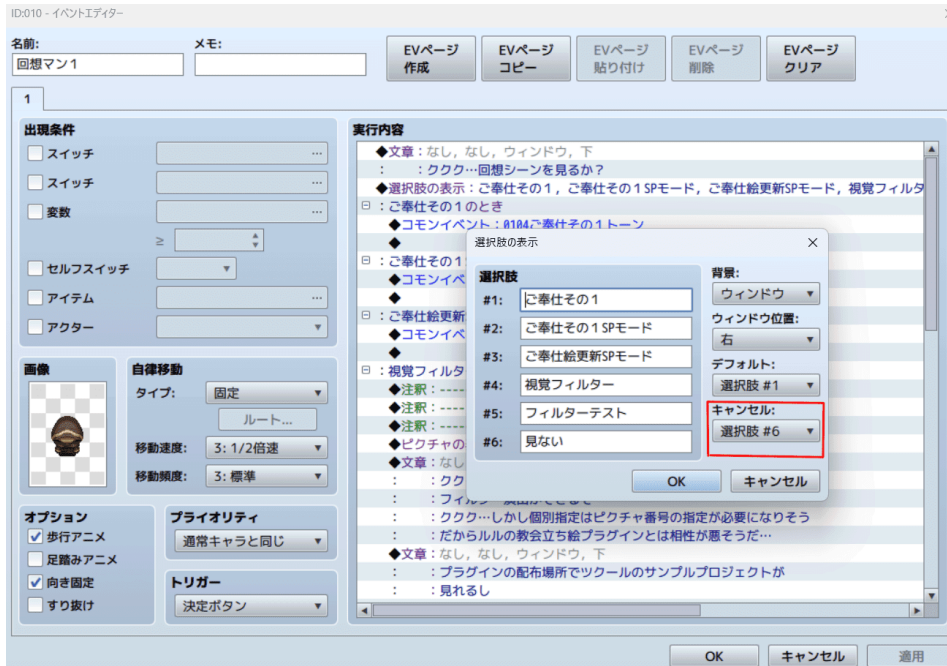 ID:010 - イベントエディター
名前:
回想マン１
メモ:
EVページ
作成
EVページ
コピー
EVページ
貼り付け
EVページ
削除
EVページ
クリア
1
出現条件
スイッチ
スイッチ
変数
≥
セルフスイッチ
アイテム
アクター
画像
自律移動
タイプ:
固定
ルート...
移動速度:
3: 1/2倍速
移動頻度:
3: 標準
オプション
歩行アニメ
足踏みアニメ
向き固定
すり抜け
プライオリティ
通常キャラと同じ
トリガー
決定ボタン
実行内容
◆文章：なし, なし, ウィンドウ, 下
：　：ククク…回想シーンを見るか？
◆選択肢の表示：ご奉仕その１, ご奉仕その１SPモード, ご奉仕絵更新SPモード, 視覚フィルタ
：ご奉仕その１のとき
◆コモンイベント：0104ご奉仕その１トーン
◆
：ご奉仕その１
◆コモンイベ
◆
：ご奉仕絵更新
◆コモンイベ
◆
：視覚フィルタ
◆注釈：----
◆注釈：----
◆注釈：----
◆ピクチャの
◆文章：なし
：　：クク
：　：フィルター演出ができるぞ
：　：ククク…しかし個別指定はピクチャ番号の指定が必要になりそう
：　：だからルルの教会立ち絵プラグインとは相性が悪そうだ…
◆文章：なし, なし, ウィンドウ, 下
：　：プラグインの配布場所でツクールのサンプルプロジェクトが
：　：見れるし
選択肢の表示
選択肢
#1:
ご奉仕その１
#2:
ご奉仕その１SPモード
#3:
ご奉仕絵更新SPモード
#4:
視覚フィルター
#5:
フィルターテスト
#6:
見ない
背景:
ウィンドウ
ウィンドウ位置:
右
デフォルト:
選択肢 #1
キャンセル:
選択肢 #6
OK
キャンセル
OK
キャンセル
適用